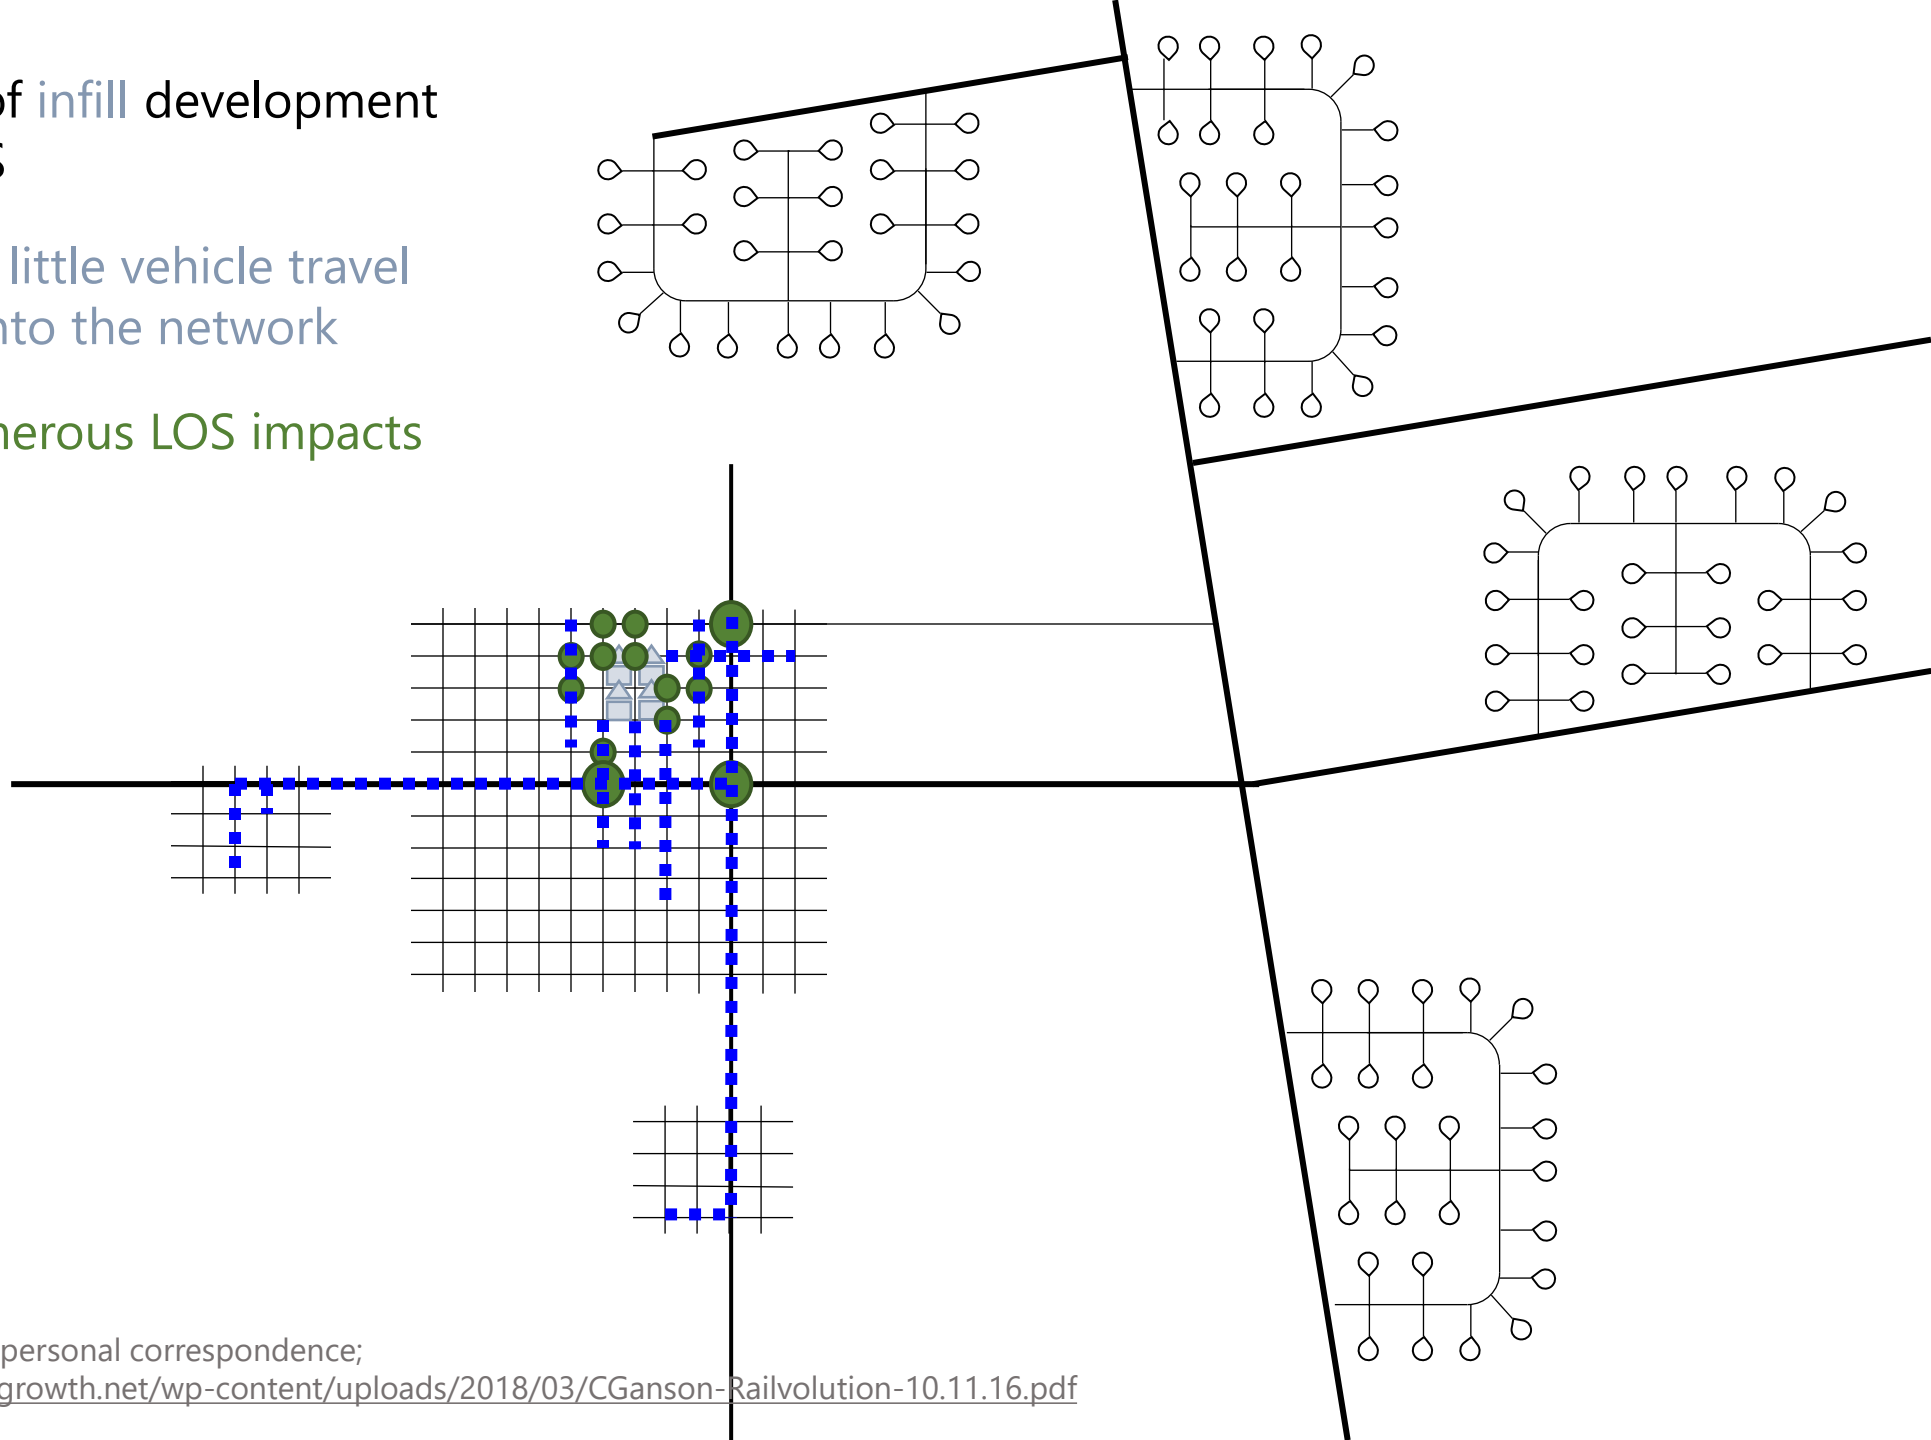 of infill development
s
little vehicle travel
nto the network
nerous LOS impacts
personal correspondence;
growth.net/wp-content/uploads/2018/03/CGanson-Railvolution-10.11.16.pdf